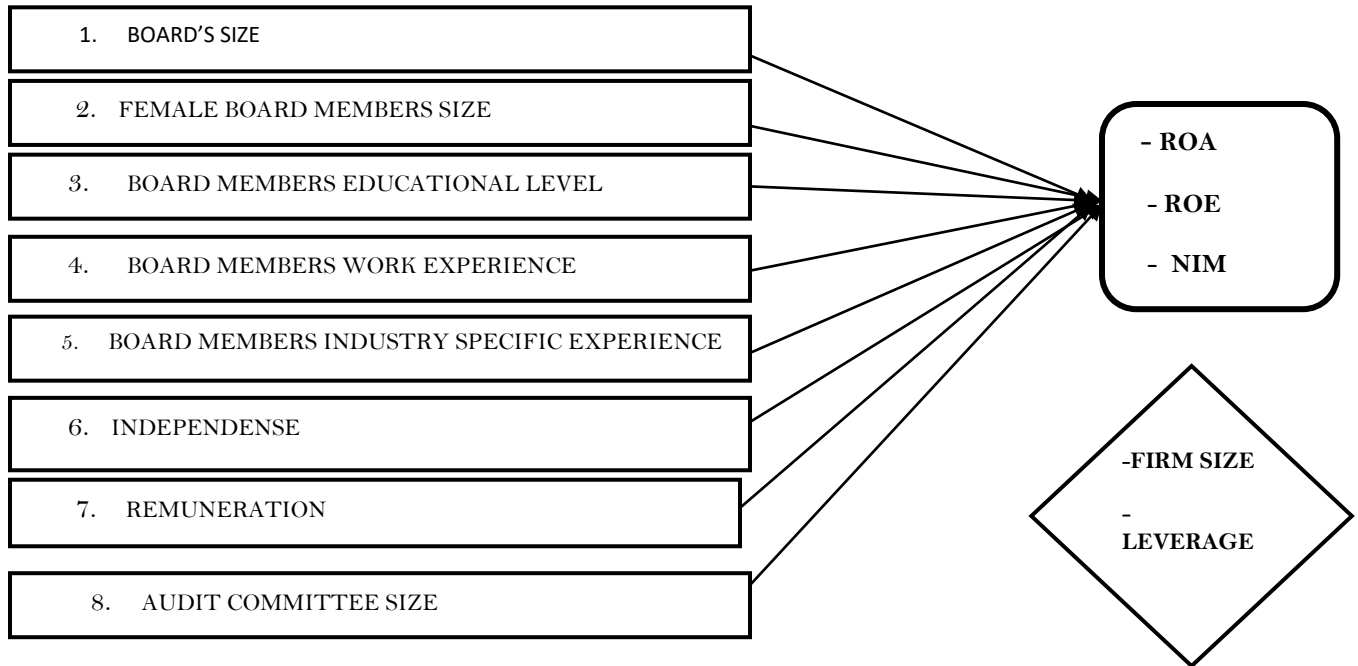 1. BOARD’S SIZE
2. FEMALE BOARD MEMBERS SIZE
3. BOARD MEMBERS EDUCATIONAL LEVEL
4. BOARD MEMBERS WORK EXPERIENCE
5. BOARD MEMBERS INDUSTRY SPECIFIC EXPERIENCE
6. INDEPENDENSE
7. REMUNERATION
8. AUDIT COMMITTEE SIZE
- ROA
- ROE
- NIM
-FIRM SIZE
-
LEVERAGE